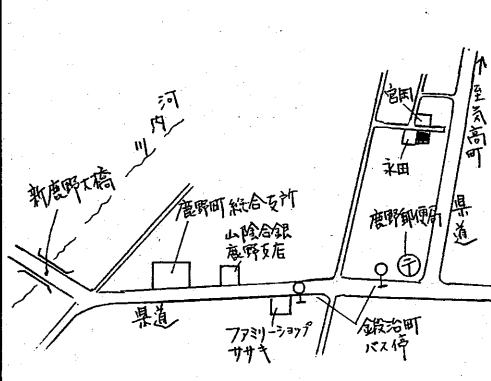 河内川
新鹿野大橋
鹿野町総合支所
山陰合銀
鹿野支店
県道
ファミリーショップ
ササキ
鍛治町
バス停
鹿野郵便局
〒
県道
至気高町
宮田
永田